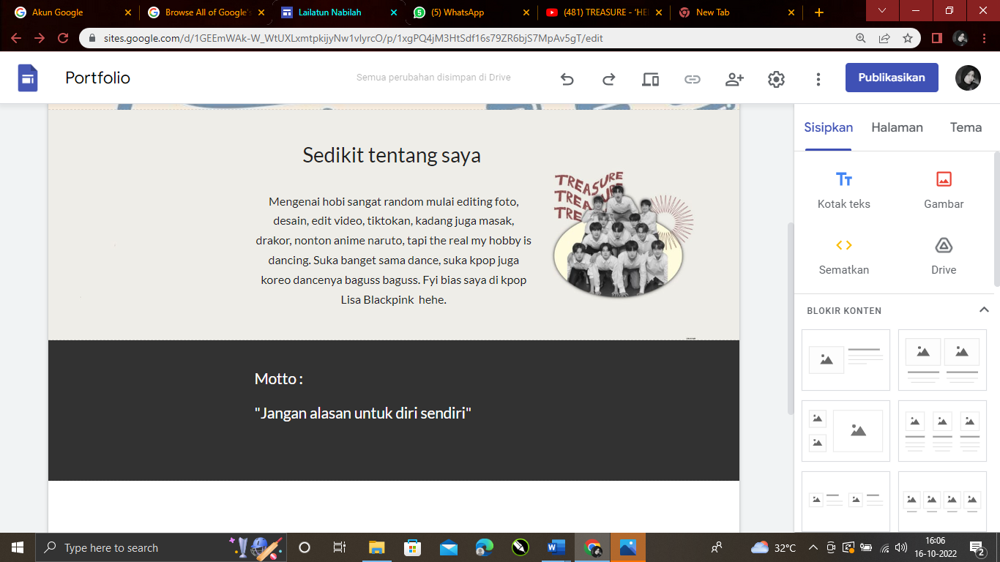 Akun Google
Browse All of Google's
Lailatun Nabilah
(5) WhatsApp
(481) TREASURE - 'HE
New Tab
sites.google.com/d/1GEEmWAk-W_WtUXLxmtpkijyNw1vlyrcO/p/1xgPQ4jM3HtSdf16s79ZR6bjS7MpAv5gT/edit
Portfolio
Semua perubahan disimpan di Drive
Publikasikan
Sisipkan
Halaman
Tema
Sedikit tentang saya
Mengenai hobi sangat random mulai editing foto,
desain, edit video, tiktokan, kadang juga masak,
drakor, nonton anime naruto, tapi the real my hobby is
dancing. Suka banget sama dance, suka kpop juga
koreo dancenya baguss baguss. Fyi bias saya di kpop
Lisa Blackpink hehe.
TREASURE
TREASURE
TRE
Kotak teks
Gambar
Sematkan
Drive
BLOKIR KONTEN
Motto :
"Jangan alasan untuk diri sendiri"
Type here to search
32°C
16:06
16-10-2022
2